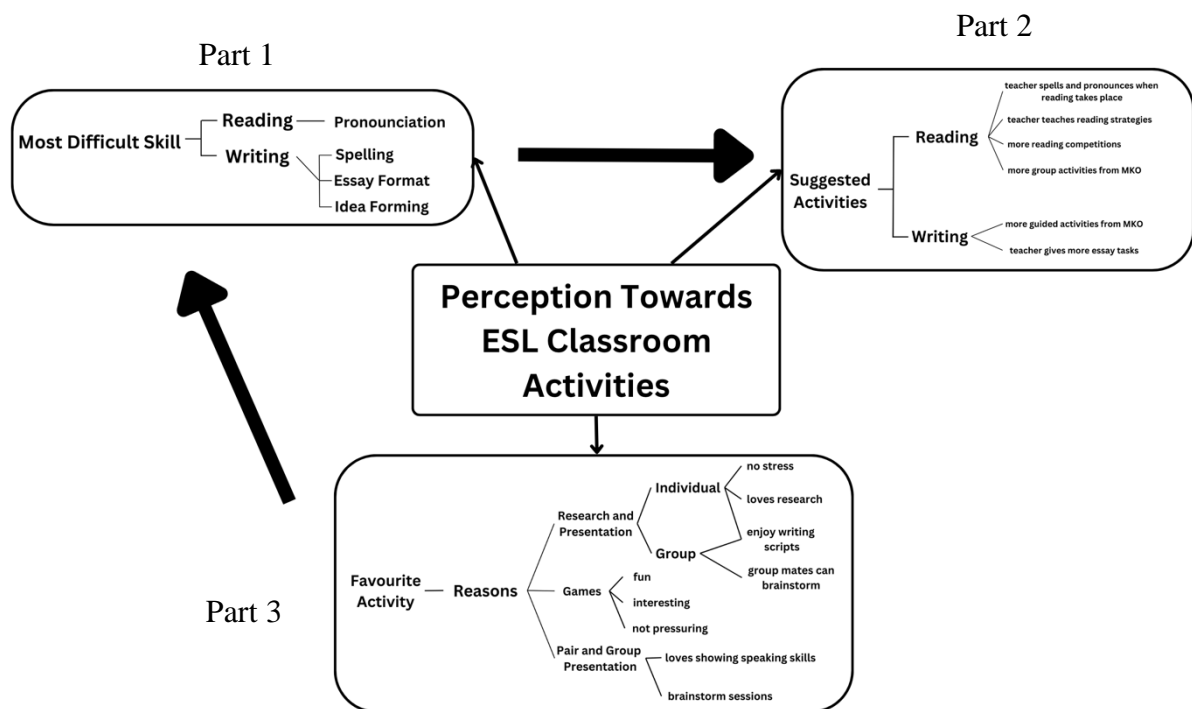 Part 1
Part 2
Most Difficult Skill
Reading
Pronounciation
Writing
Spelling
Essay Format
Idea Forming
Suggested
Activities
Reading
teacher spells and pronounces when
reading takes place
teacher teaches reading strategies
more reading competitions
more group activities from MKO
Writing
more guided activities from MKO
teacher gives more essay tasks
Perception Towards
ESL Classroom
Activities
Part 3
Favourite
Activity
Reasons
Research and
Presentation
Individual
no stress
loves research
enjoy writing
scripts
Group
group mates can
brainstorm
Games
fun
interesting
not pressuring
Pair and Group
Presentation
loves showing speaking skills
brainstorm sessions